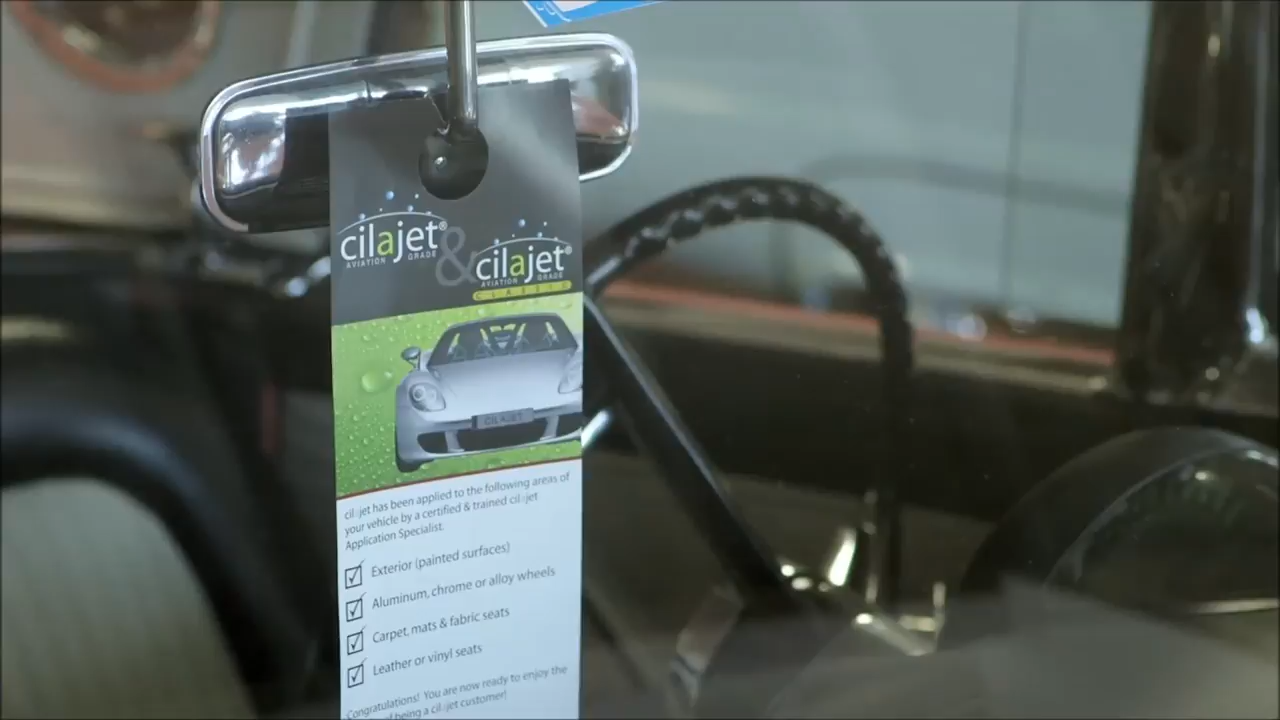 cilajet®
AVIATION GRADE
&
cilajet®
AVIATION GRADE
CLASSIC
CILAJET
cilajet has been applied to the following areas of
your vehicle by a certified & trained cilajet
Application Specialist.
Exterior (painted surfaces)
Aluminum, chrome or alloy wheels
Carpet, mats & fabric seats
Leather or vinyl seats
Congratulations! You are now ready to enjoy the
of being a cilajet customer!